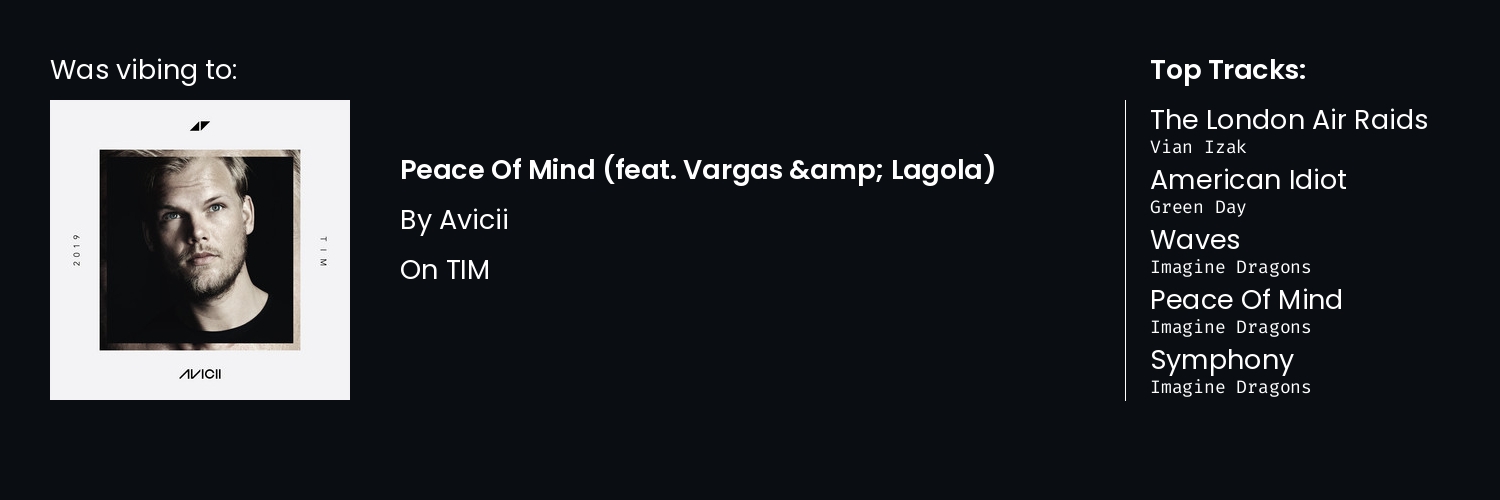 Was vibing to:
2019
TIM
AVICII
Peace Of Mind (feat. Vargas &amp; Lagola)
By Avicii
On TIM
Top Tracks:
The London Air Raids
Vian Izak
American Idiot
Green Day
Waves
Imagine Dragons
Peace Of Mind
Imagine Dragons
Symphony
Imagine Dragons